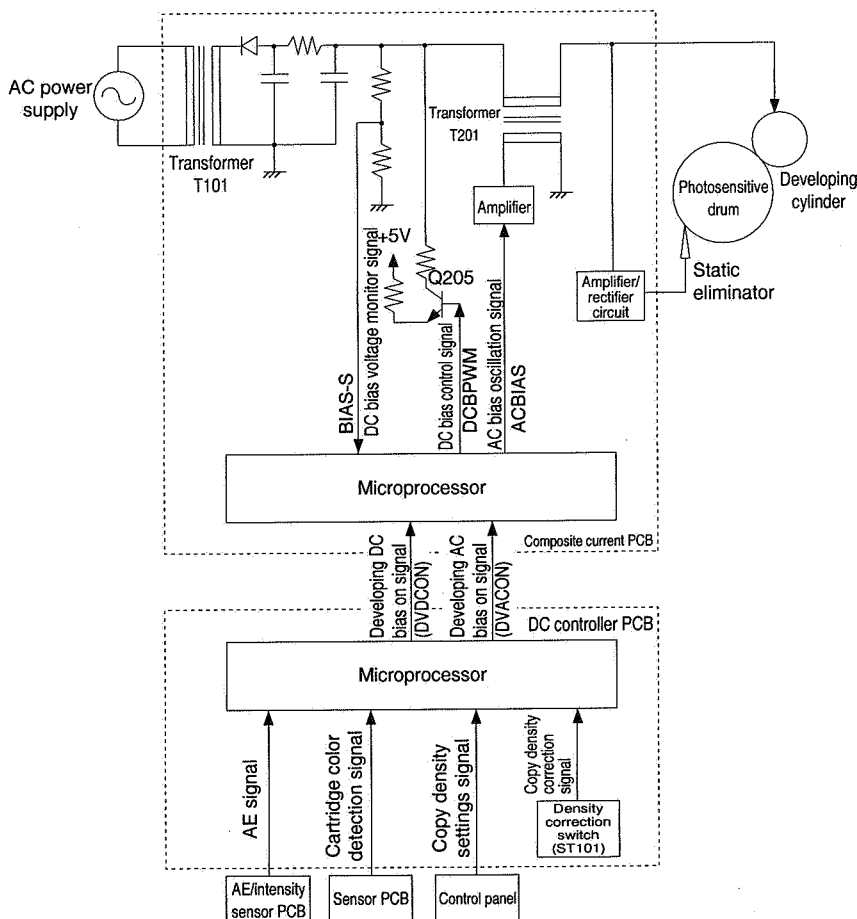 AC power
supply
Transformer
T101
Transformer
T201
Amplifier
Photosensitive
drum
Developing
cylinder
Static
eliminator
Amplifier/
rectifier
circuit
+5V
Q205
BIAS-S
DC bias voltage monitor signal
DC bias control signal
DCBPWM
AC bias oscillation signal
ACBIAS
Microprocessor
Composite current PCB
Developing DC
bias on signal
(DVDCON)
Developing AC
bias on signal
(DVACON)
DC controller PCB
Microprocessor
AE signal
Cartridge color
detection signal
Copy density
settings signal
Copy density
correction
signal
Density
correction
switch
(ST101)
AE/intensity
sensor PCB
Sensor PCB
Control panel